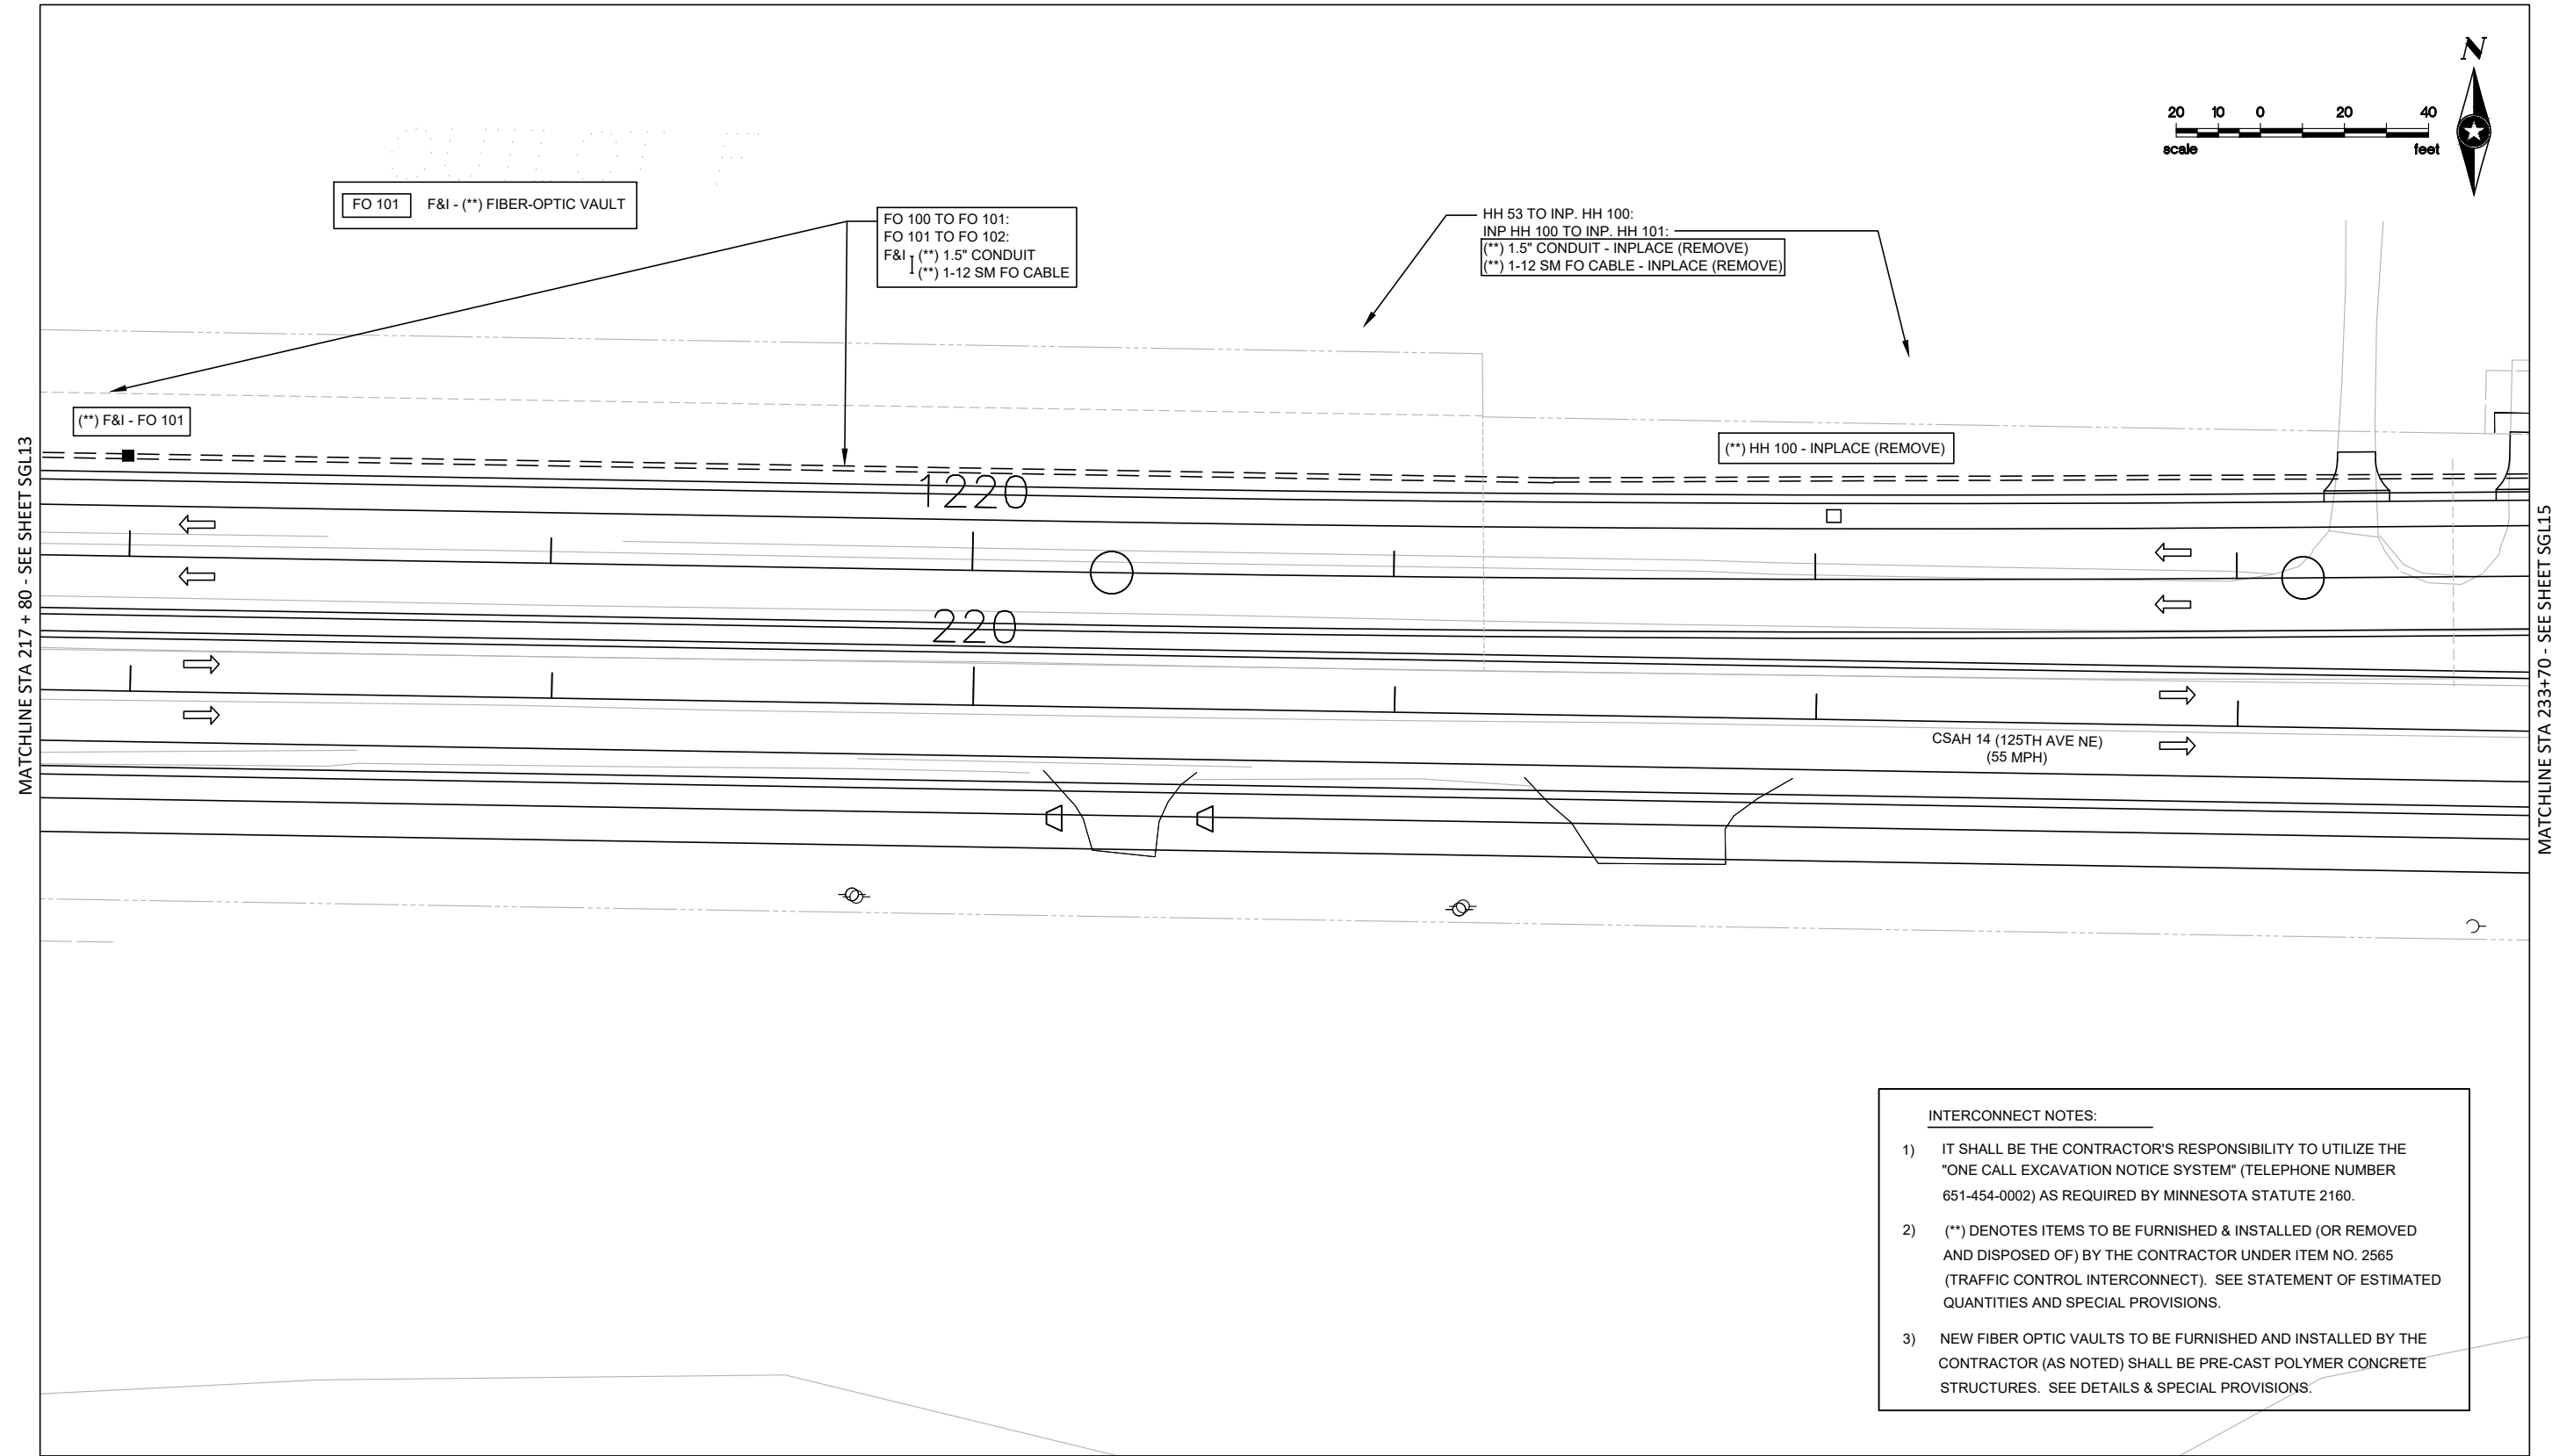 N
20 10 0 20 40
scale feet
OUTLOT F
FO 101 F&I - (**) FIBER-OPTIC VAULT
FO 100 TO FO 101:
FO 101 TO FO 102:
F&I (**) 1.5" CONDUIT
(**) 1-12 SM FO CABLE
HH 53 TO INP. HH 100:
INP HH 100 TO INP. HH 101:
(**) 1.5" CONDUIT - INPLACE (REMOVE)
(**) 1-12 SM FO CABLE - INPLACE (REMOVE)
(**) F&I - FO 101
(**) HH 100 - INPLACE (REMOVE)
1220
220
CSAH 14 (125TH AVE NE)
(55 MPH)
MATCHLINE STA 217 + 80 - SEE SHEET SGL13
MATCHLINE STA 233+70 - SEE SHEET SGL15
INTERCONNECT NOTES:
1) IT SHALL BE THE CONTRACTOR'S RESPONSIBILITY TO UTILIZE THE
"ONE CALL EXCAVATION NOTICE SYSTEM" (TELEPHONE NUMBER
651-454-0002) AS REQUIRED BY MINNESOTA STATUTE 2160.
2) (**) DENOTES ITEMS TO BE FURNISHED & INSTALLED (OR REMOVED
AND DISPOSED OF) BY THE CONTRACTOR UNDER ITEM NO. 2565
(TRAFFIC CONTROL INTERCONNECT). SEE STATEMENT OF ESTIMATED
QUANTITIES AND SPECIAL PROVISIONS.
3) NEW FIBER OPTIC VAULTS TO BE FURNISHED AND INSTALLED BY THE
CONTRACTOR (AS NOTED) SHALL BE PRE-CAST POLYMER CONCRETE
STRUCTURES. SEE DETAILS & SPECIAL PROVISIONS.